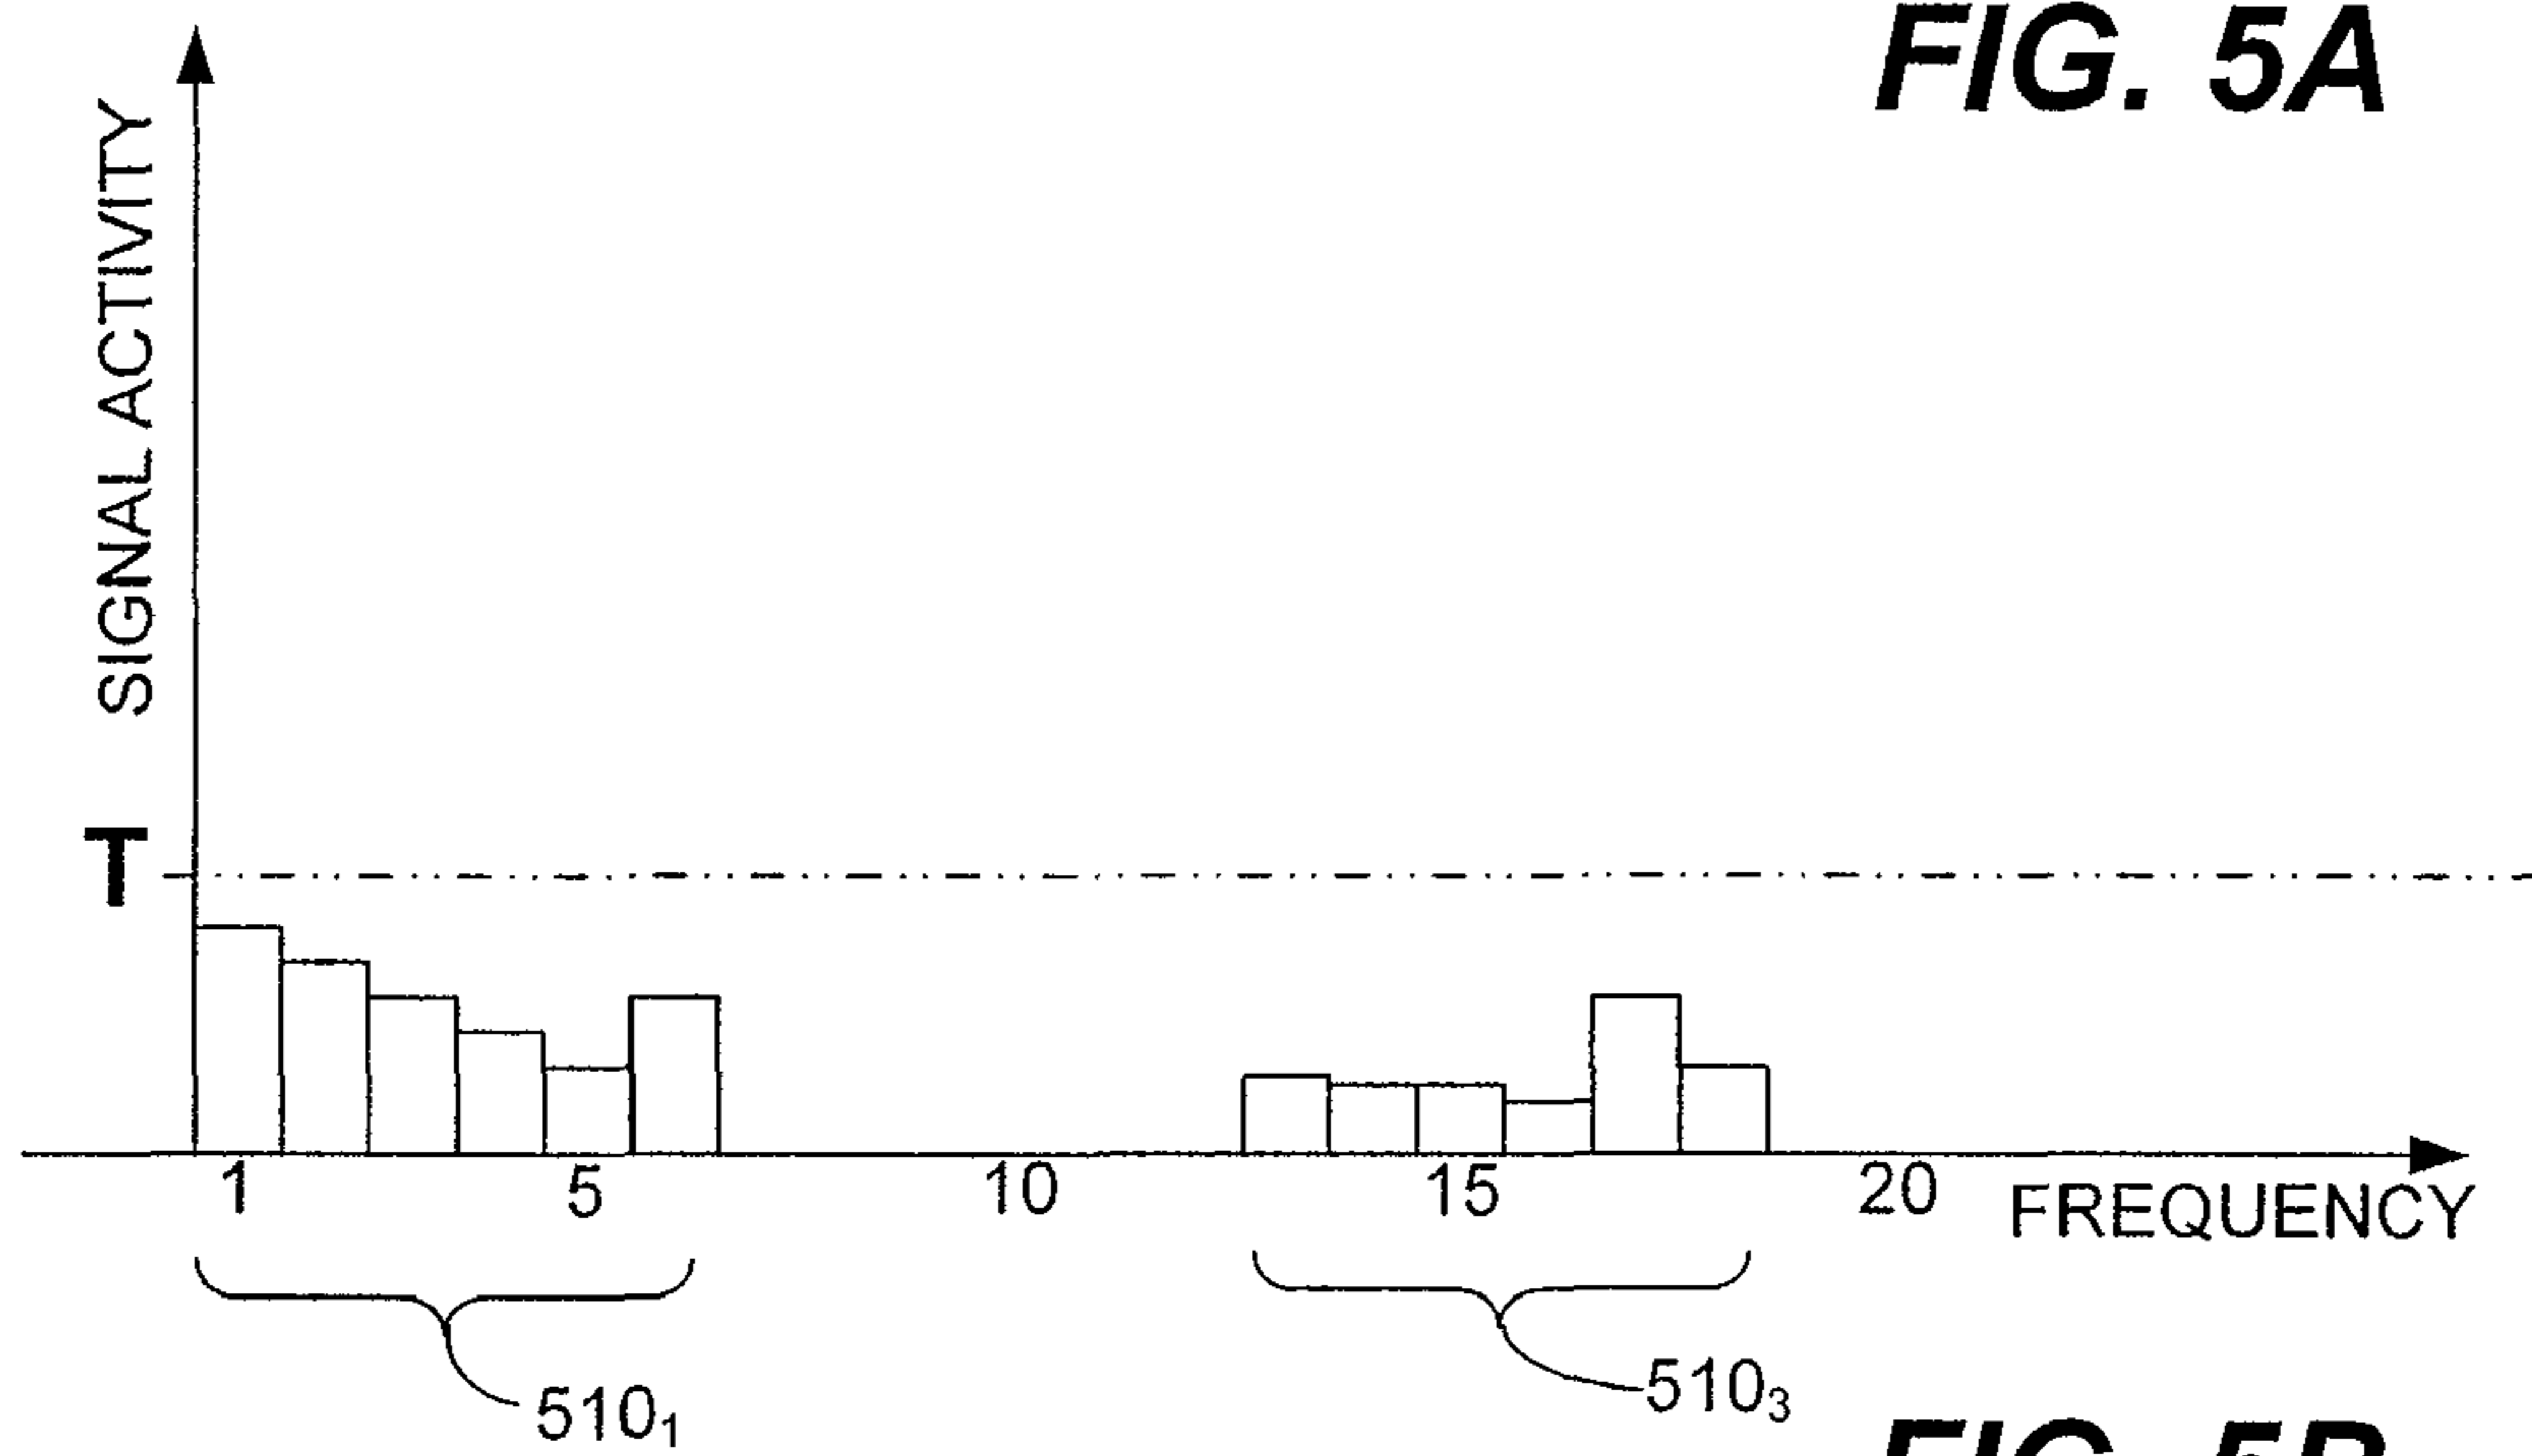 FIG. 5A
SIGNAL ACTIVITY
T
1 5 10 15 20
FREQUENCY
510₁
510₃